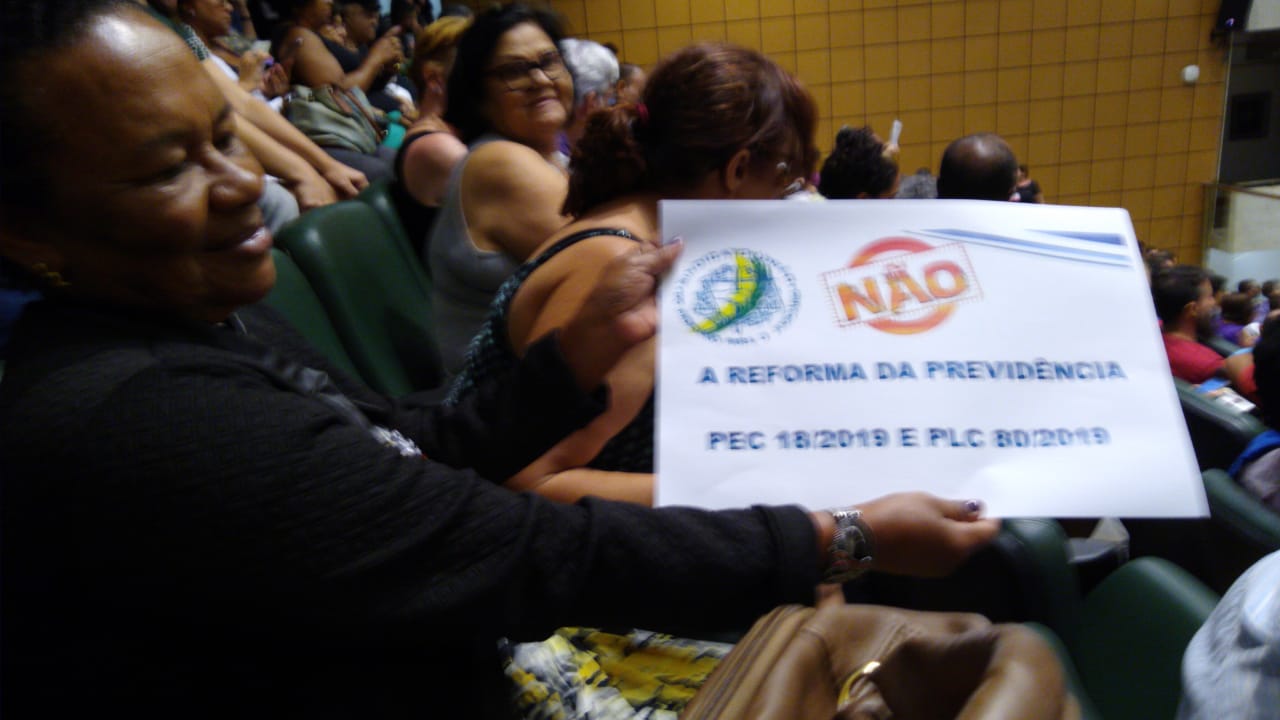 NÃO
A REFORMA DA PREVIDÊNCIA
PEC 18/2019 E PLC 80/2019